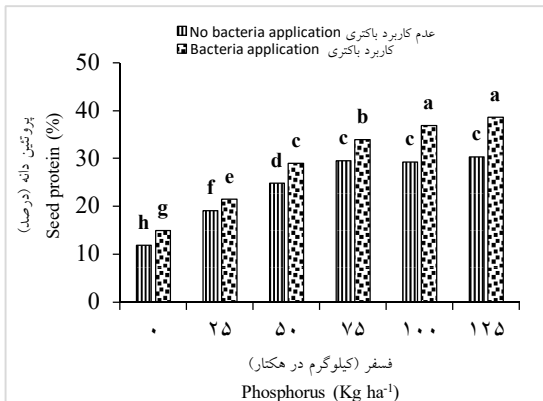 No bacteria application عدم کاربرد باکتری
Bacteria application کاربرد باکتری
پروتئین دانه (درصد)
Seed protein (%)
50
40
30
20
10
0
h g f e d c c b c a c a
۰ ۲۵ ۵۰ ۷۵ ۱۰۰ ۱۲۵
فسفر (کیلوگرم در هکتار)
Phosphorus (Kg ha⁻¹)